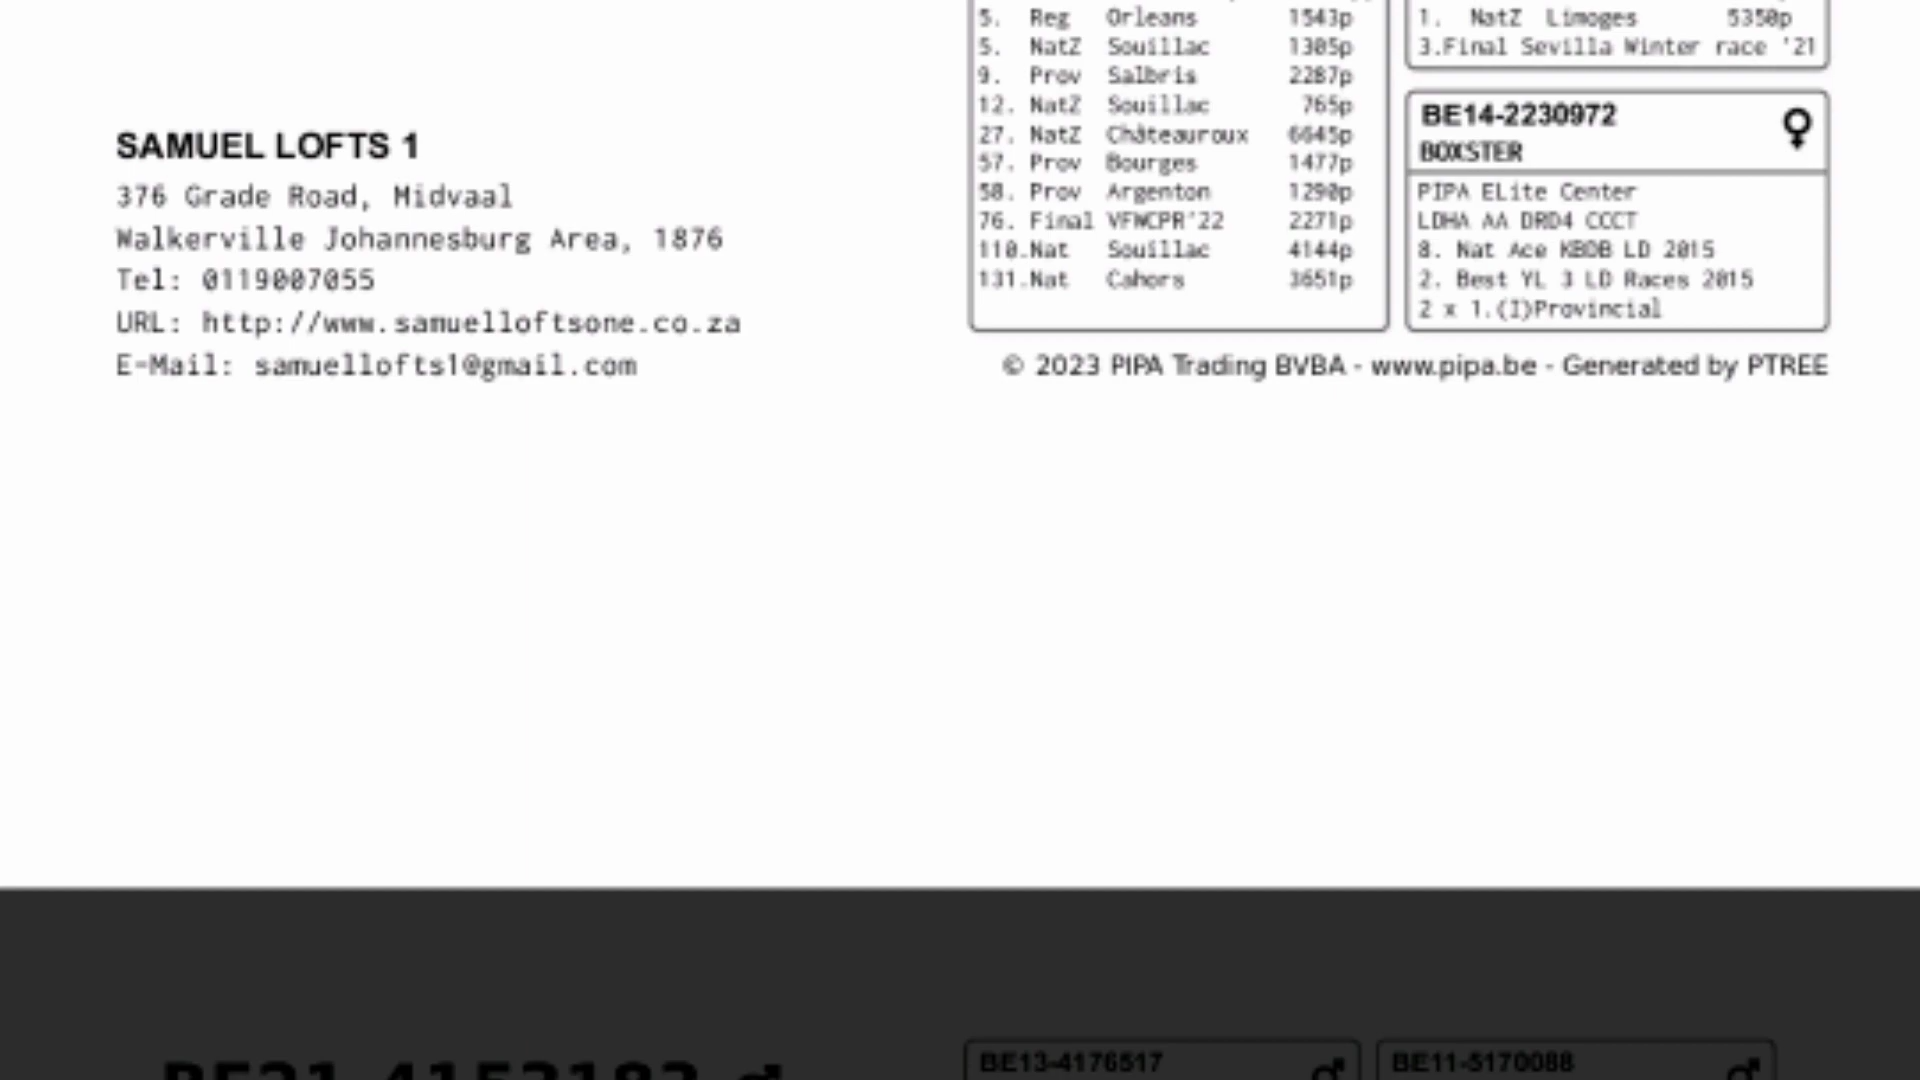 5. Reg Orleans 1543p
5. NatZ Souillac 1305p
9. Prov Salbris 2287p
12. NatZ Souillac 765p
27. NatZ Châteauroux 6645p
57. Prov Bourges 1477p
58. Prov Argenton 1290p
76. Final VFWCPR'22 2271p
110.Nat Souillac 4144p
131.Nat Cahors 3651p
1. NatZ Limoges 5350p
3.Final Sevilla Winter race '21
BE14-2230972 ♀
BOXSTER
PIPA ELite Center
LDHA AA DRD4 CCCT
8. Nat Ace KBDB LD 2015
2. Best YL 3 LD Races 2015
2 x 1.(I)Provincial
SAMUEL LOFTS 1
376 Grade Road, Midvaal
Walkerville Johannesburg Area, 1876
Tel: 0119007055
URL: http://www.samuelloftsone.co.za
E-Mail: samuellofts1@gmail.com
© 2023 PIPA Trading BVBA - www.pipa.be - Generated by PTREE
BE13-4176517
BE11-5170088